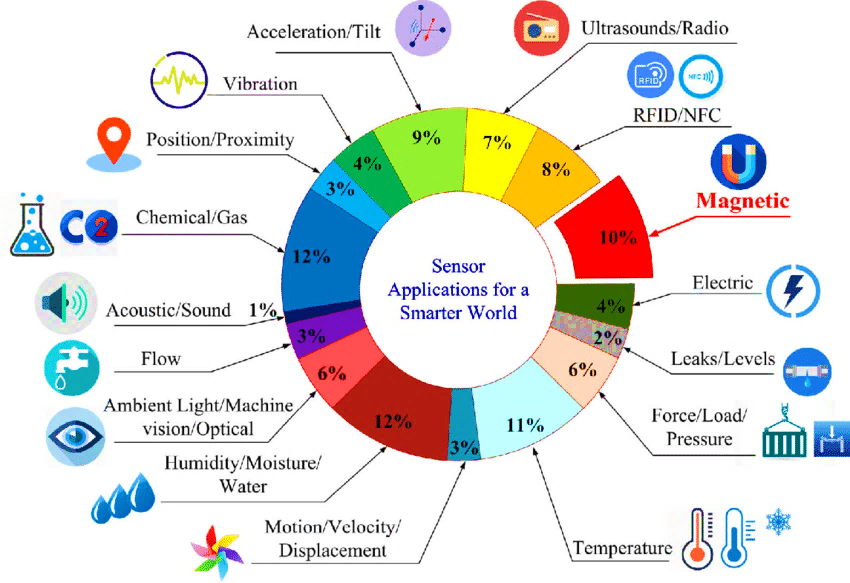 Acceleration/Tilt
Ultrasounds/Radio
Vibration
RFID
NFC
RFID/NFC
Position/Proximity
9%
7%
4%
8%
3%
Magnetic
Chemical/Gas
CO2
12%
10%
Sensor
Applications for a
Smarter World
Electric
Acoustic/Sound
1%
4%
Flow
3%
2%
Leaks/Levels
6%
6%
Ambient Light/Machine
vision/Optical
12%
11%
3%
Force/Load/
Pressure
Humidity/Moisture/
Water
Motion/Velocity/
Displacement
Temperature